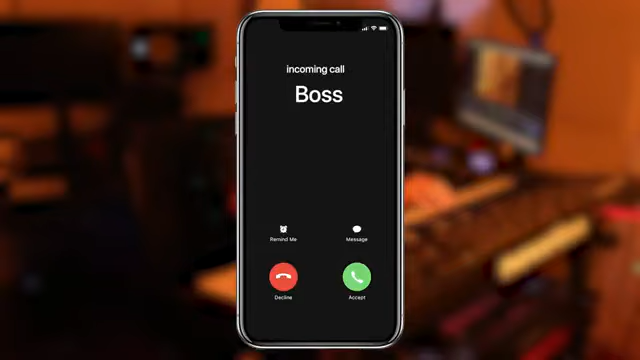 incoming call
Boss
Remind Me
Message
Decline
Accept